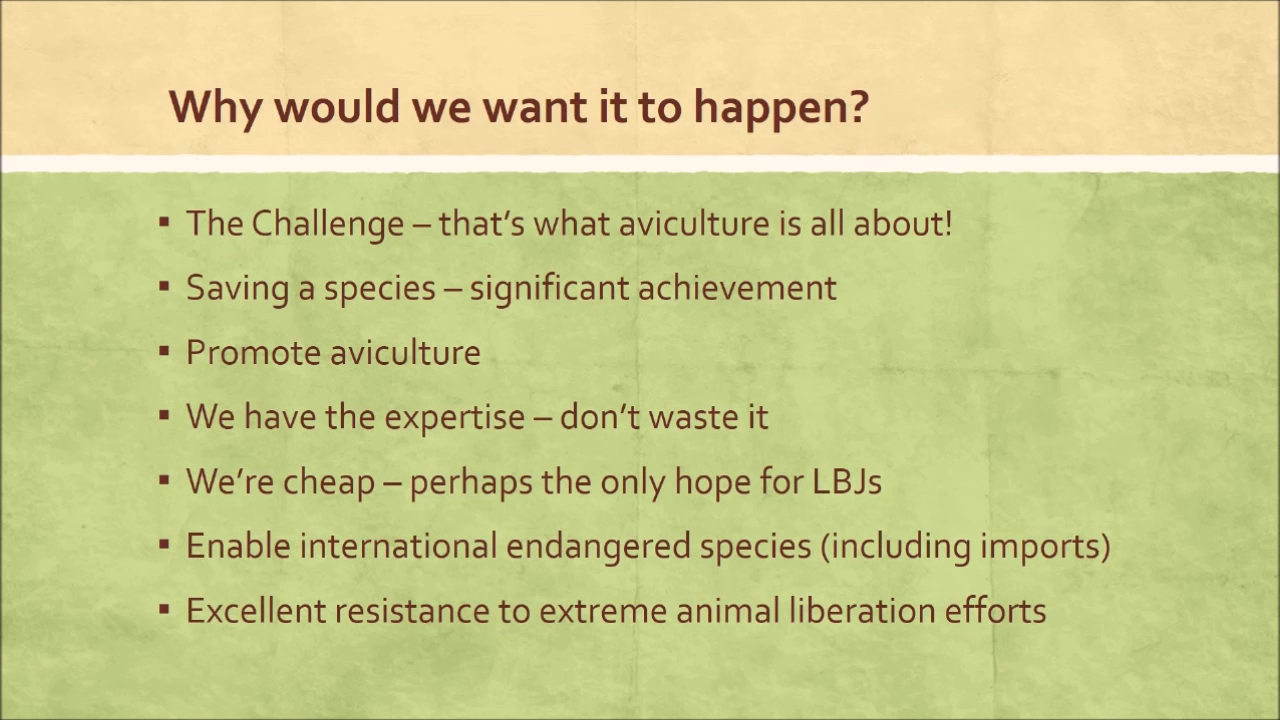 Why would we want it to happen?
▪ The Challenge – that's what aviculture is all about!
▪ Saving a species – significant achievement
▪ Promote aviculture
▪ We have the expertise – don't waste it
▪ We're cheap – perhaps the only hope for LBJs
▪ Enable international endangered species (including imports)
▪ Excellent resistance to extreme animal liberation efforts